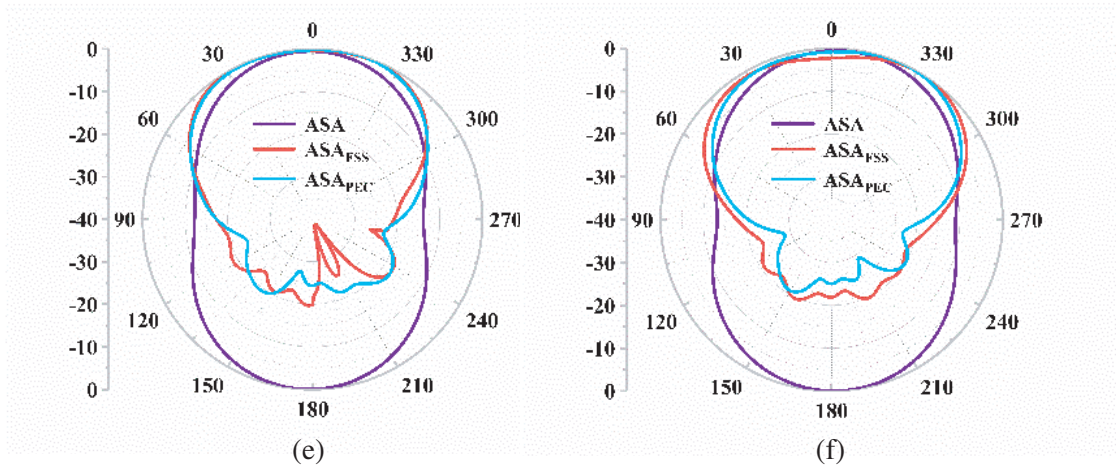 0 0
0 30 330 0 30 330
-10 -10
60 300 60 300
-20 ASA -20 ASA
ASA_FSS ASA_FSS
-30 ASA_PEC -30 ASA_PEC
-40 90 270 -40 90 270
-30 -30
-20 -20
120 240 120 240
-10 -10
150 210 150 210
0 0
180 180
(e) (f)